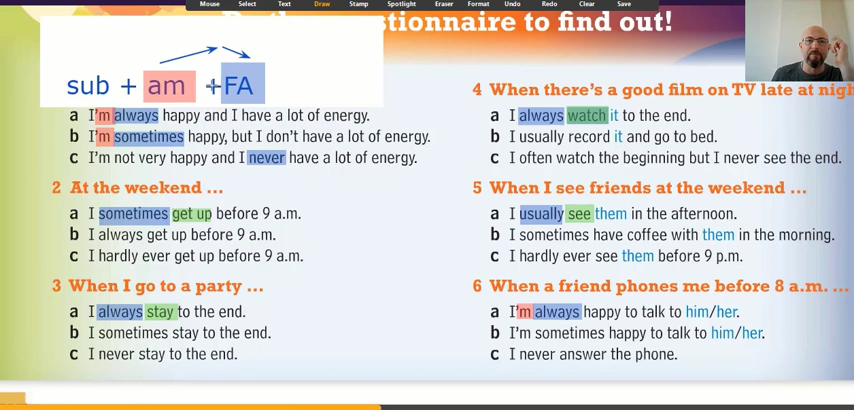 Mouse Select Text Draw Stamp Spotlight Eraser Format Undo Redo Clear Save
stionnaire to find out!
sub + am +FA
a I'm always happy and I have a lot of energy.
b I'm sometimes happy, but I don't have a lot of energy.
c I'm not very happy and I never have a lot of energy.
2 At the weekend ...
a I sometimes get up before 9 a.m.
b I always get up before 9 a.m.
c I hardly ever get up before 9 a.m.
3 When I go to a party ...
a I always stay to the end.
b I sometimes stay to the end.
c I never stay to the end.
4 When there's a good film on TV late at nigh
a I always watch it to the end.
b I usually record it and go to bed.
c I often watch the beginning but I never see the end.
5 When I see friends at the weekend ...
a I usually see them in the afternoon.
b I sometimes have coffee with them in the morning.
c I hardly ever see them before 9 p.m.
6 When a friend phones me before 8 a.m. ...
a I'm always happy to talk to him/her.
b I'm sometimes happy to talk to him/her.
c I never answer the phone.